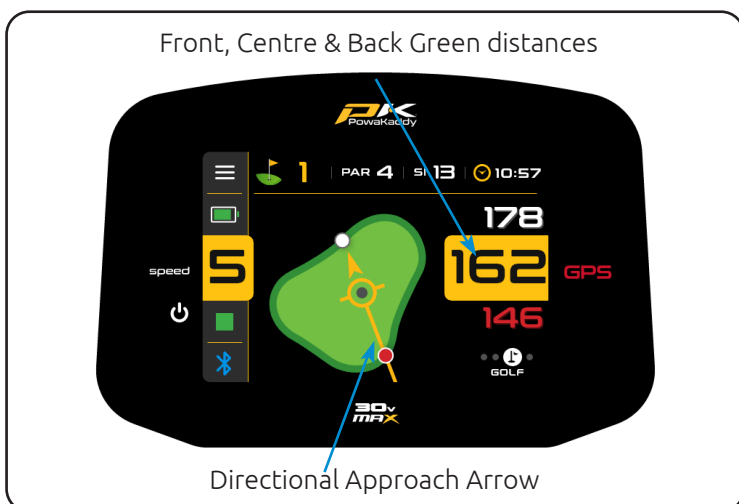 Front, Centre & Back Green distances
PK
PowaKaddy
1 PAR 4 SI 13 10:57
178
speed 5 162 GPS
146
GOLF
30v
MAX
Directional Approach Arrow